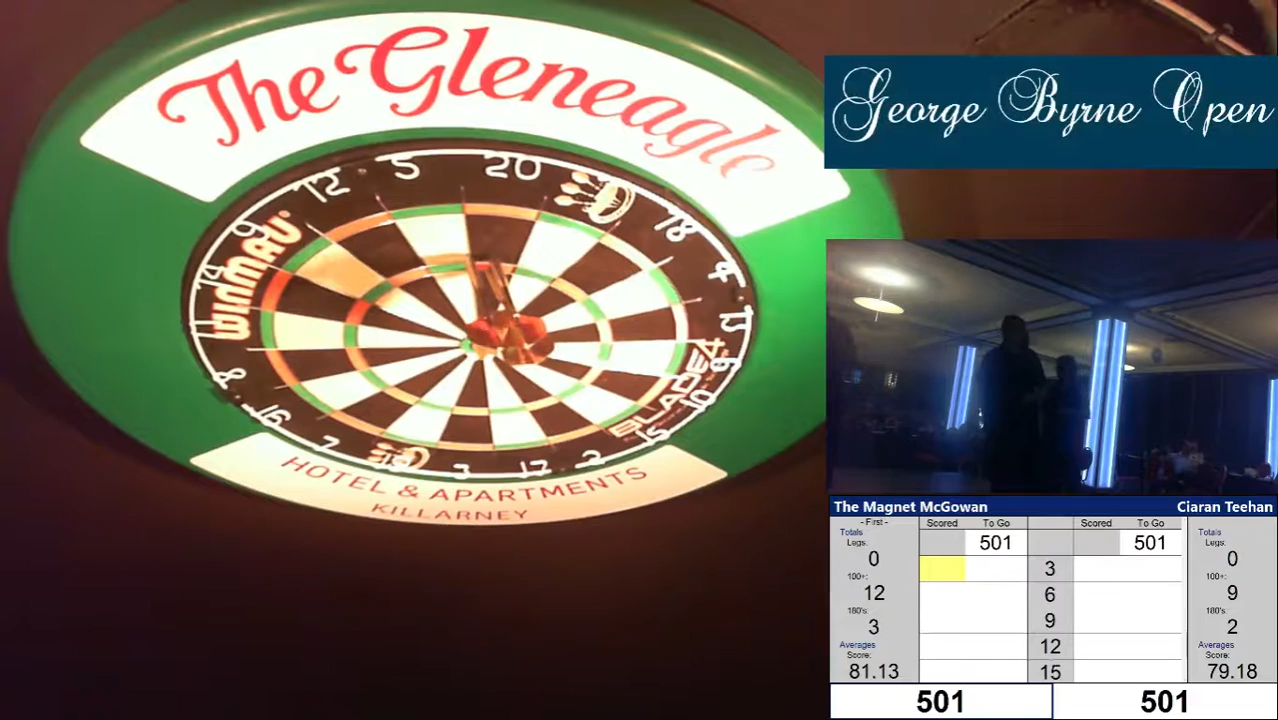 The Gleneagle
George Byrne Open
12 5 20
18
9
4
14
WINMAU
11
8
16
7
3
17
2
15
10
BLADE 4
HOTEL & APARTMENTS
KILLARNEY
The Magnet McGowan Ciaran Teehan
- First - Scored To Go Scored To Go Totals
Totals
Legs: 501 501 Legs:
0 3 0
100+: 100+:
12 6 9
180's: 9 180's:
3 2
Averages 12 Averages
Score: Score:
81.13 15 79.18
501 501